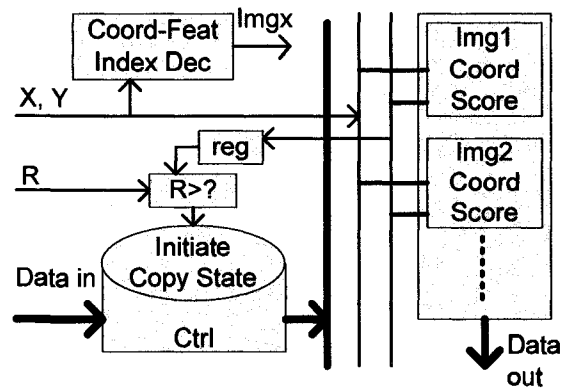 Coord-Feat
Index Dec
Imgx
X, Y
reg
R
R>?
Initiate
Copy State
Data in
Ctrl
Img1
Coord
Score
Img2
Coord
Score
Data
out